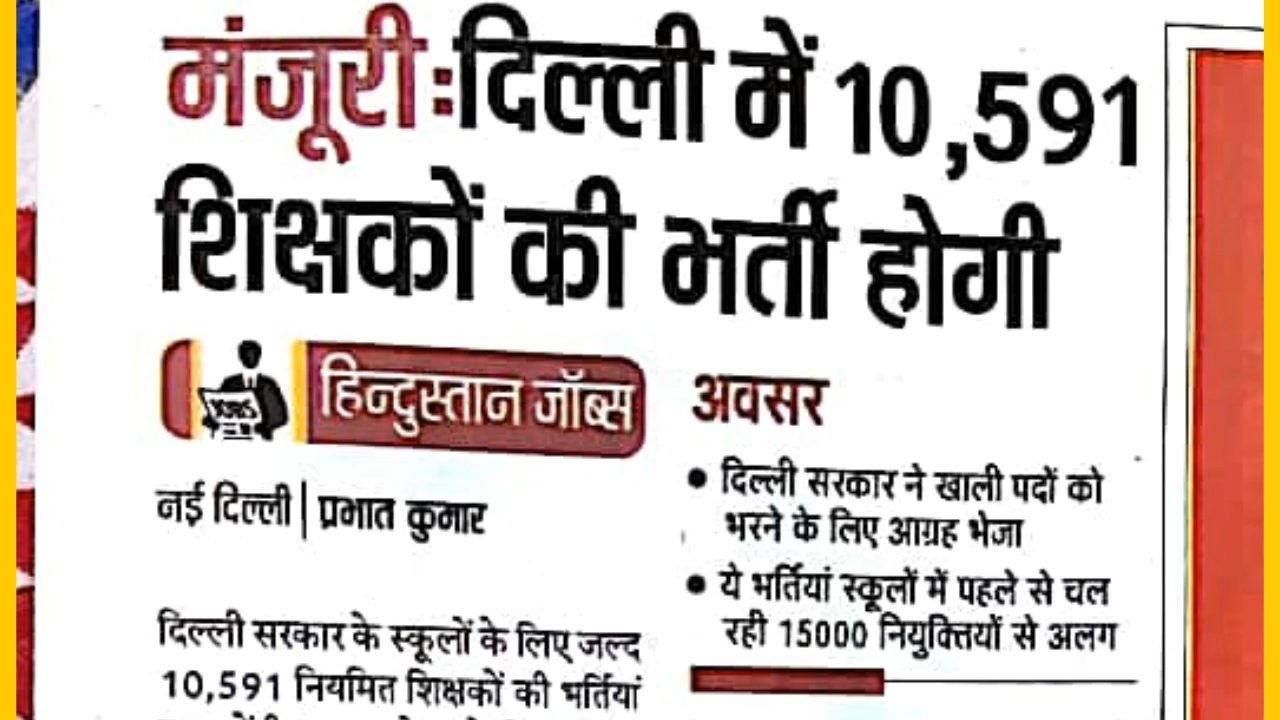 मंजूरी:दिल्ली में 10,591
शिक्षकों की भर्ती होगी
JOBS
हिन्दुस्तान जॉब्स
नई दिल्ली | प्रभात कुमार
दिल्ली सरकार के स्कूलों के लिए जल्द
10,591 नियमित शिक्षकों की भर्तियां
अवसर
• दिल्ली सरकार ने खाली पदों को
भरने के लिए आग्रह भेजा
• ये भर्तियां स्कूलों में पहले से चल
रही 15000 नियुक्तियों से अलग